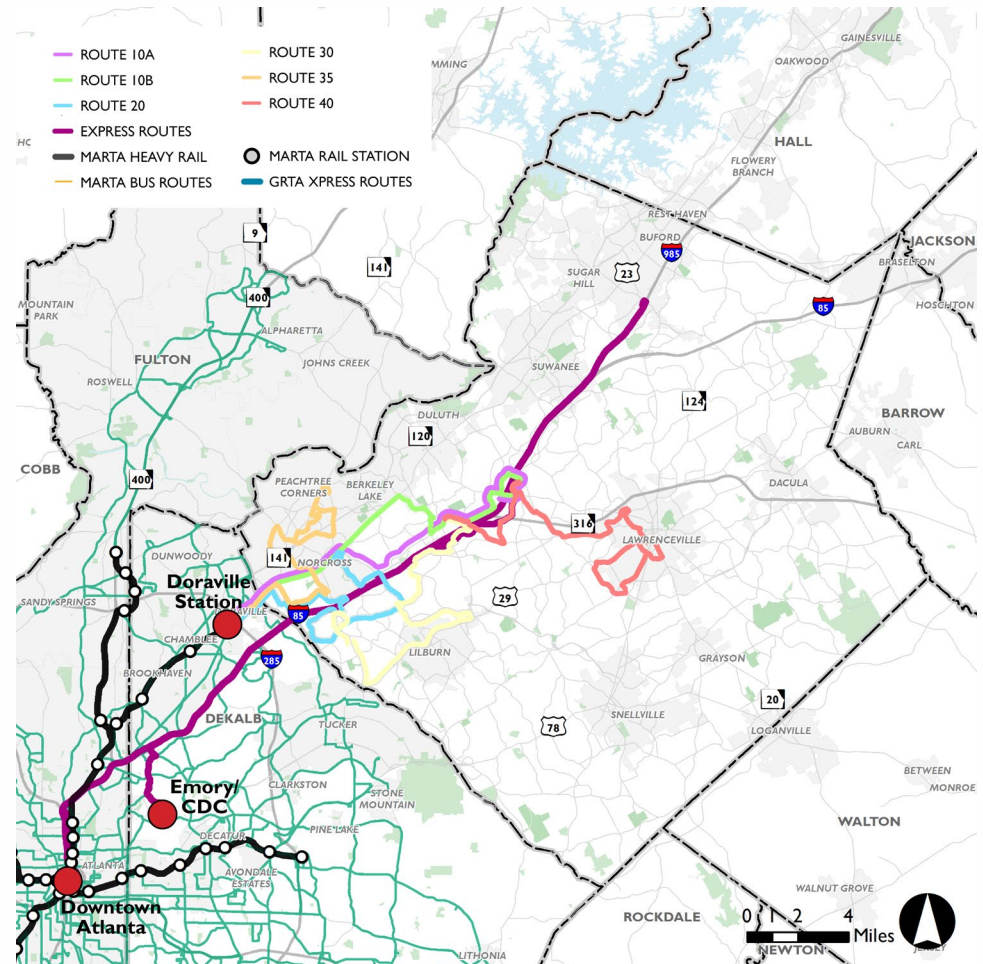 ROUTE 10A
ROUTE 10B
ROUTE 20
EXPRESS ROUTES
MARTA HEAVY RAIL
MARTA BUS ROUTES
ROUTE 30
ROUTE 35
ROUTE 40
MARTA RAIL STATION
GRTA XPRESS ROUTES
GAINESVILLE
OAKWOOD
MMING
HC
HALL
FLOWERY
BRANCH
REST HAVEN
9
BUFORD
JACKSON
985
141
BRASELTON
SUGAR
HILL
23
400
MOUNTAIN
PARK
85
HOSCHTON
ALPHARETTA
FULTON
JOHNS CREEK
SUWANEE
ROSWELL
124
DULUTH
BARROW
120
AUBURN
CARL
COBB
400
PEACHTREE
CORNERS
BERKELEY
LAKE
DACULA
316
LAWRENCEVILLE
DUNWOODY
141
NORCROSS
Doraville
Station
29
SANDY SPRINGS
AVILLE
85
CHAMBLEE
285
LILBURN
GRAYSON
BROOKHAVEN
20
DEKALB
SNELLVILLE
TUCKER
78
LOGANVILLE
BETWEEN
MONROE
Emory/
CDC
CLARKSTON
STONE
MOUNTAIN
WALTON
PINE LAKE
DECATUR
ATLANTA
AVONDALE
ESTATES
WALNUT GROVE
Downtown
Atlanta
ROCKDALE
0 1 2 4
Miles
NEWTON
JERSEY
LITHONIA